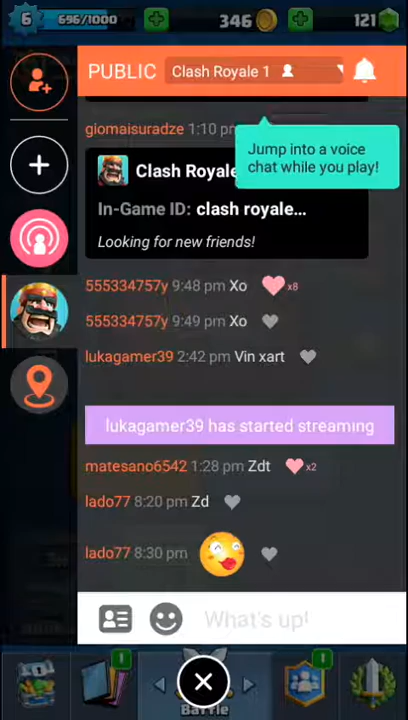 6 696/1000 346 121
PUBLIC Clash Royale 1
giomaisuradze 1:10 pm
Jump into a voice
chat while you play!
Clash Royale
In-Game ID: clash royale...
Looking for new friends!
555334757y 9:48 pm Xo x8
555334757y 9:49 pm Xo
lukagamer39 2:42 pm Vin xart
lukagamer39 has started streaming
matesano6542 1:28 pm Zdt x2
lado77 8:20 pm Zd
lado77 8:30 pm
What's up!
1 1
Battle